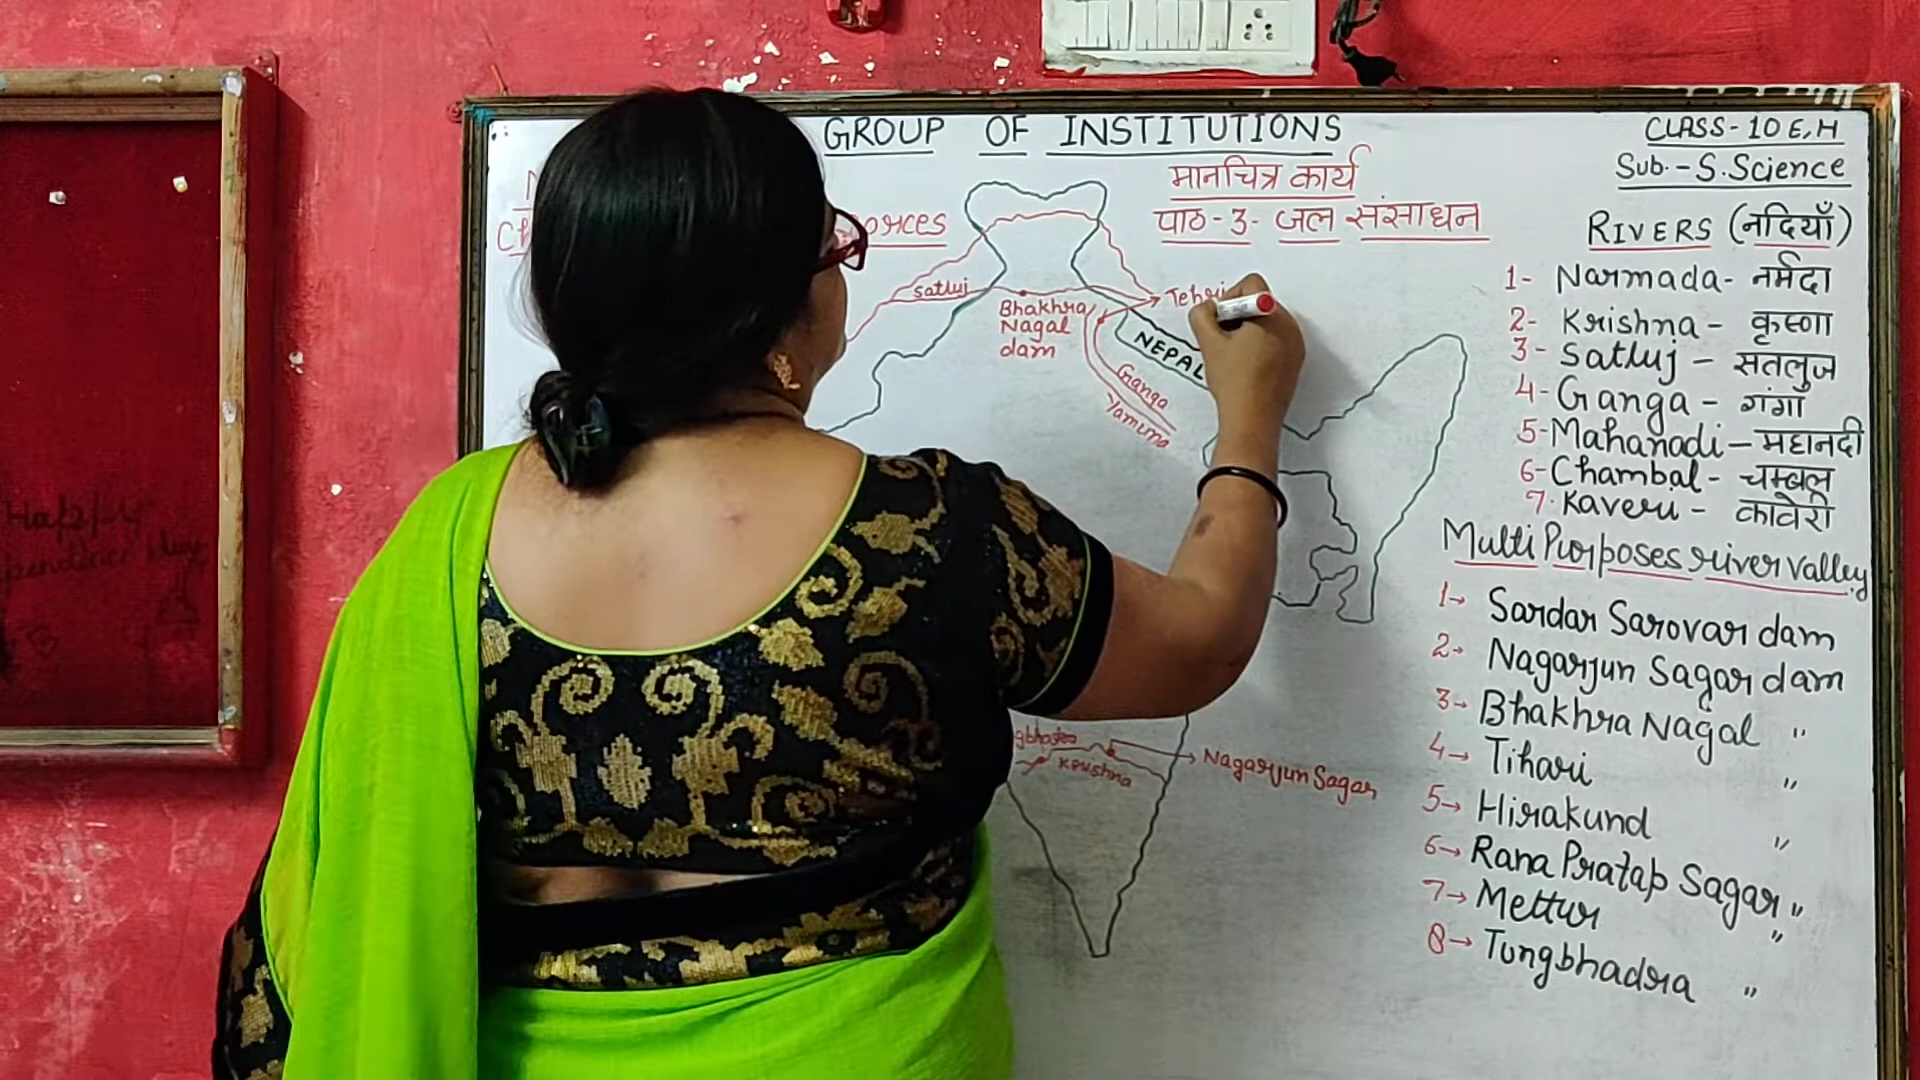 GROUP OF INSTITUTIONS
CLASS - 10 E, H
Sub. - S. Science
मानचित्र कार्य
पाठ - 3 - जल संसाधन
RIVERS (नदियाँ)
1- Narmada - नर्मदा
2- Krishna - कृष्णा
3- Satluj - सतलुज
4- Ganga - गंगा
5- Mahanadi - महानदी
6- Chambal - चम्बल
7. Kaveri - कावेरी
Multi Purposes river valley
1→ Sardar Sarovar dam
2- Nagarjun Sagar dam
3→ Bhakhra Nagal "
4→ Tihari "
5→ Hirakund "
6→ Rana Pratap Sagar "
7→ Mettur "
8→ Tungbhadra "
Satluj
Bhakhra
Nagal
dam
Tehri
NEPAL
Ganga
Yamuna
Krushna
Nagarjun Sagar
Happy